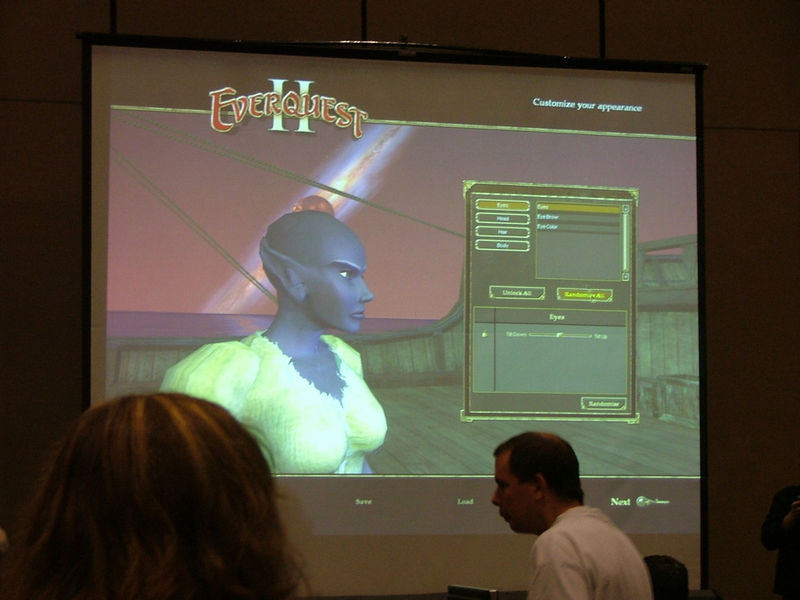 EverQuest
II
Customize your appearance
Eyes
Head
Hair
Body
Eyes
Eye Brow
Eye Color
Unlock All
Randomize All
Eyes
Tilt Down
Tilt Up
Randomize
Save
Load
Next